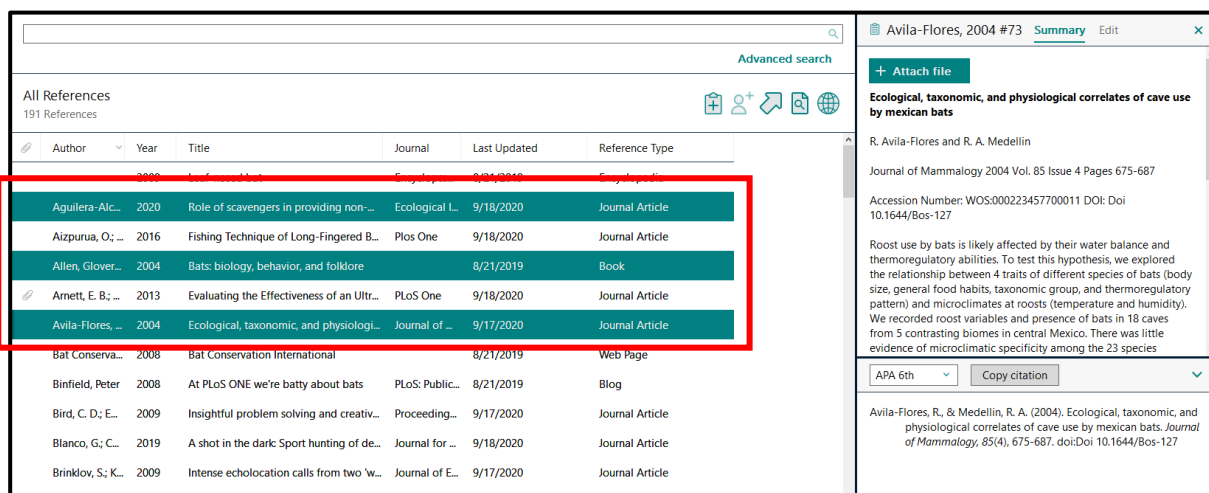 Advanced search
All References
191 References
Author Year Title Journal Last Updated Reference Type
2009 Leaf-nosed bat Encyclope... 8/21/2019 Encyclopedia
Aguilera-Alc... 2020 Role of scavengers in providing non-... Ecological I... 9/18/2020 Journal Article
Aizpurua, O.; ... 2016 Fishing Technique of Long-Fingered B... Plos One 9/18/2020 Journal Article
Allen, Glover... 2004 Bats: biology, behavior, and folklore 8/21/2019 Book
Arnett, E. B.; ... 2013 Evaluating the Effectiveness of an Ultr... PLoS One 9/18/2020 Journal Article
Avila-Flores, ... 2004 Ecological, taxonomic, and physiologi... Journal of ... 9/17/2020 Journal Article
Bat Conserva... 2008 Bat Conservation International 8/21/2019 Web Page
Binfield, Peter 2008 At PLoS ONE we're batty about bats PLoS: Public... 8/21/2019 Blog
Bird, C. D.; E... 2009 Insightful problem solving and creativ... Proceeding... 9/17/2020 Journal Article
Blanco, G.; C... 2019 A shot in the dark: Sport hunting of de... Journal for ... 9/18/2020 Journal Article
Brinklov, S.; K... 2009 Intense echolocation calls from two 'w... Journal of E... 9/17/2020 Journal Article
Avila-Flores, 2004 #73 Summary Edit ×
+ Attach file
Ecological, taxonomic, and physiological correlates of cave use
by mexican bats
R. Avila-Flores and R. A. Medellin
Journal of Mammalogy 2004 Vol. 85 Issue 4 Pages 675-687
Accession Number: WOS:000223457700011 DOI: Doi
10.1644/Bos-127
Roost use by bats is likely affected by their water balance and
thermoregulatory abilities. To test this hypothesis, we explored
the relationship between 4 traits of different species of bats (body
size, general food habits, taxonomic group, and thermoregulatory
pattern) and microclimates at roosts (temperature and humidity).
We recorded roost variables and presence of bats in 18 caves
from 5 contrasting biomes in central Mexico. There was little
evidence of microclimatic specificity among the 23 species
APA 6th Copy citation
Avila-Flores, R., & Medellin, R. A. (2004). Ecological, taxonomic, and
physiological correlates of cave use by mexican bats. Journal
of Mammalogy, 85(4), 675-687. doi:Doi 10.1644/Bos-127